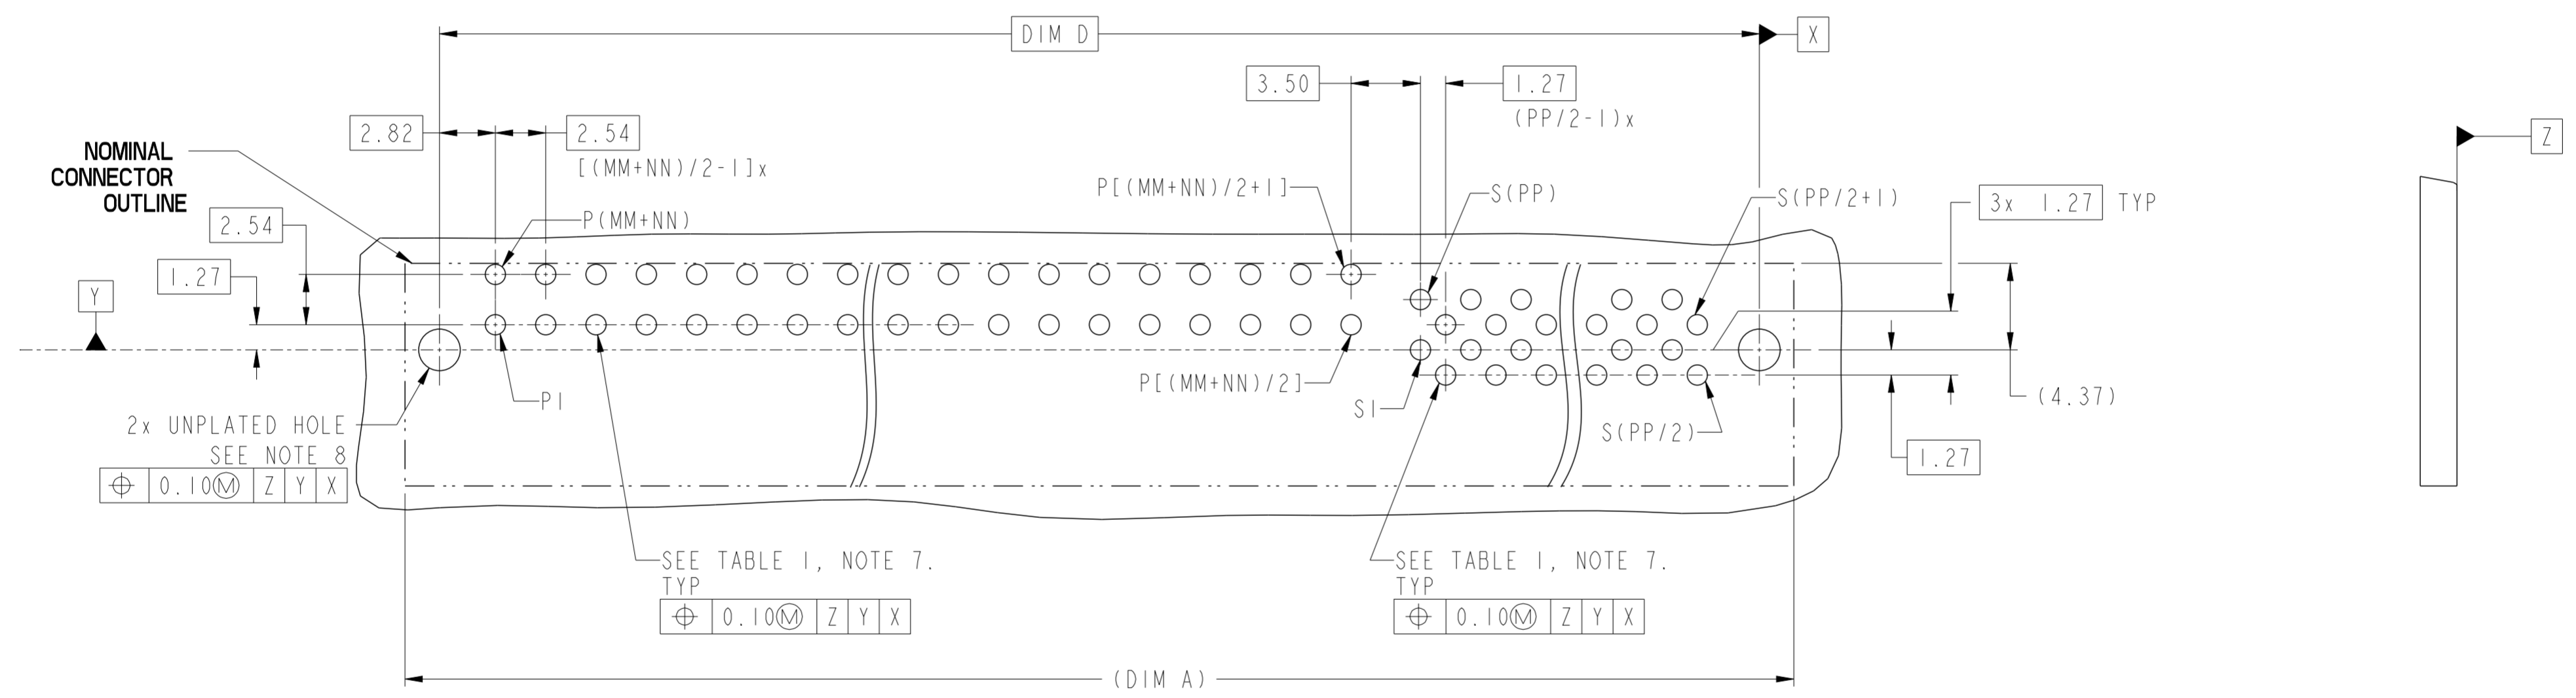 DIM D
X
3.50
1.27
(PP/2-1)x
2.82
2.54
[(MM+NN)/2-1]x
Z
NOMINAL
CONNECTOR
OUTLINE
P[(MM+NN)/2+1]
S(PP)
S(PP/2+1)
3x 1.27 TYP
2.54
P(MM+NN)
1.27
Y
P1
P[(MM+NN)/2]
S1
(4.37)
2x UNPLATED HOLE
SEE NOTE 8
⌖ 0.10Ⓜ Z Y X
S(PP/2)
1.27
SEE TABLE 1, NOTE 7.
TYP
⌖ 0.10Ⓜ Z Y X
SEE TABLE 1, NOTE 7.
TYP
⌖ 0.10Ⓜ Z Y X
(DIM A)